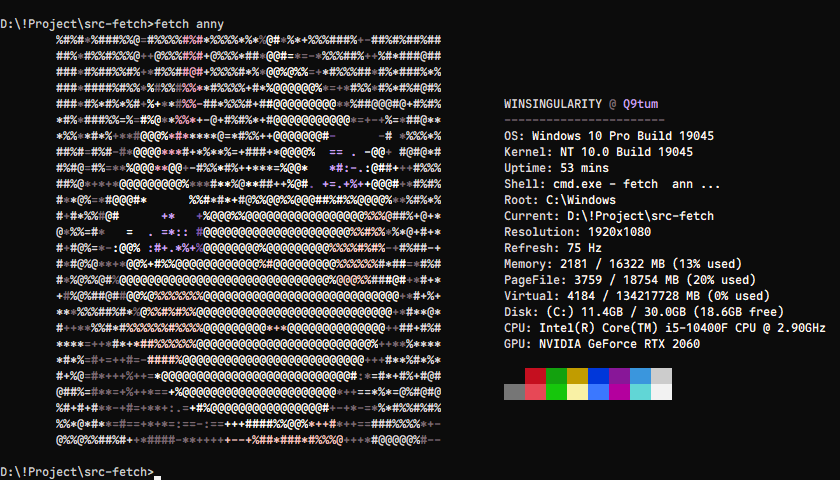 D:\!Project\src-fetch>fetch anny
WINSINGULARITY @ Q9tum
-----------------------
OS: Windows 10 Pro Build 19045
Kernel: NT 10.0 Build 19045
Uptime: 53 mins
Shell: cmd.exe - fetch  ann ...
Root: C:\Windows
Current: D:\!Project\src-fetch
Resolution: 1920x1080
Refresh: 75 Hz
Memory: 2181 / 16322 MB (13% used)
PageFile: 3759 / 18754 MB (20% used)
Virtual: 4184 / 134217728 MB (0% used)
Disk: (C:) 11.4GB / 30.0GB (18.6GB free)
CPU: Intel(R) Core(TM) i5-10400F CPU @ 2.90GHz
GPU: NVIDIA GeForce RTX 2060
D:\!Project\src-fetch>